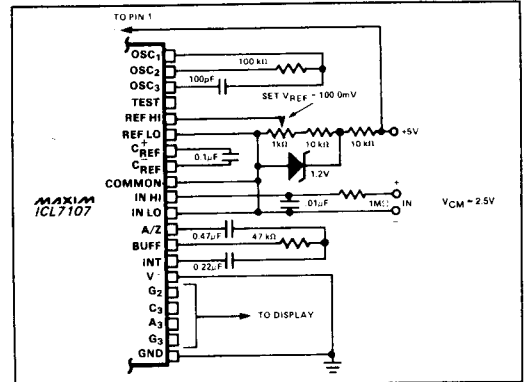 TO PIN 1
OSC1
OSC2
OSC3
TEST
REF HI
REF LO
C+REF
C-REF
COMMON
IN HI
IN LO
A/Z
BUFF
INT
V-
G2
C3
A3
G3
GND
MAXIM
ICL7107
100 kΩ
100pF
SET VREF = 100.0mV
1kΩ
10 kΩ
10 kΩ
+5V
0.1µF
1.2V
.01µF
1MΩ
+
IN
-
VCM = 2.5V
0.47µF
47 kΩ
0.22µF
TO DISPLAY